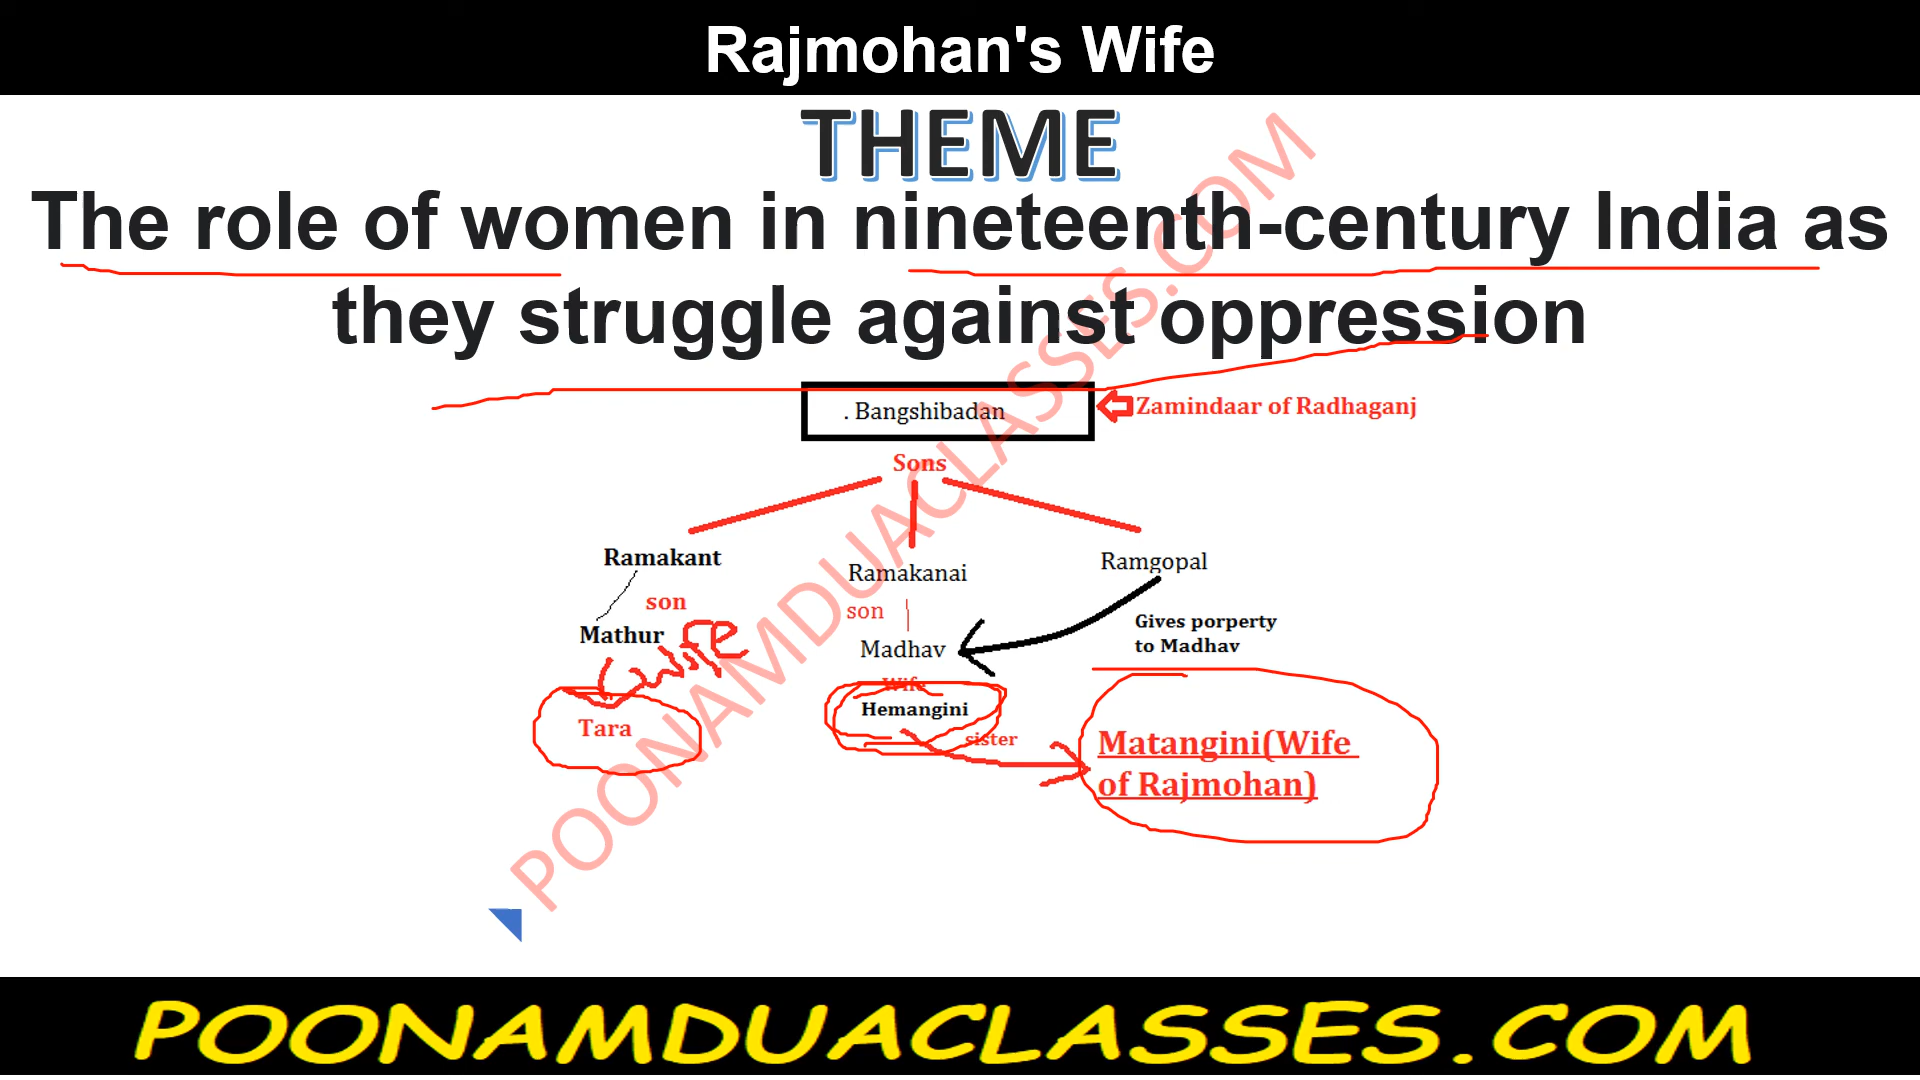 Rajmohan's Wife
THEME
The role of women in nineteenth-century India as
they struggle against oppression
. Bangshibadan
Zamindaar of Radhaganj
Sons
Ramakant
Ramakanai
Ramgopal
son
son
Mathur
wife
Madhav
Gives porperty
to Madhav
Wife
Hemangini
Tara
sister
Matangini(Wife
of Rajmohan)
POONAMDUACLASSES.COM
POONAMDUACLASSES.COM